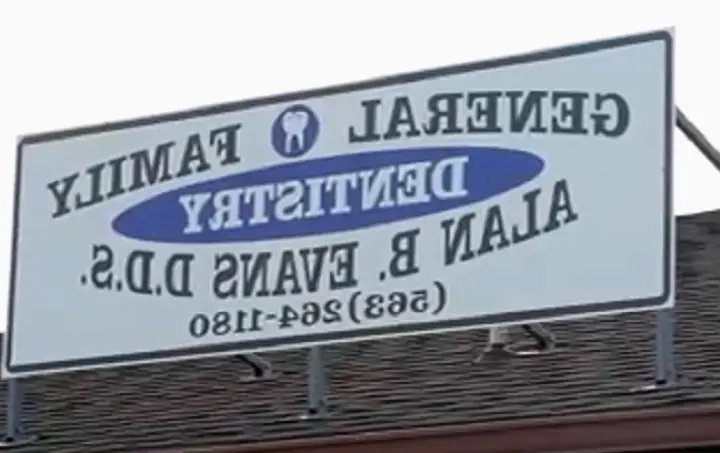 GENERAL FAMILY
DENTISTRY
ALAN B. EVANS D.D.S.
(563)264-1180